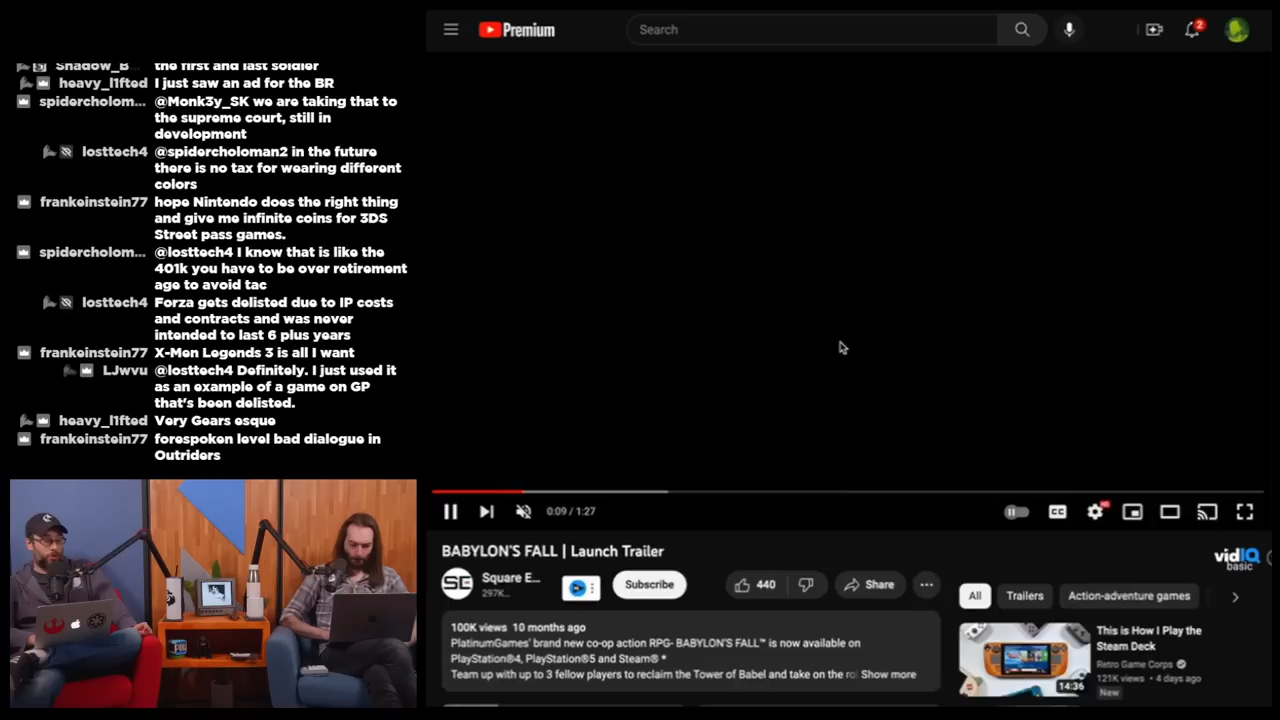 Shadow_B... the first and last soldier
heavy_l1fted I just saw an ad for the BR
spidercholom... @Monk3y_SK we are taking that to
the supreme court, still in
development
losttech4 @spidercholoman2 in the future
there is no tax for wearing different
colors
frankeinstein77 hope Nintendo does the right thing
and give me infinite coins for 3DS
Street pass games.
spidercholom... @losttech4 I know that is like the
401k you have to be over retirement
age to avoid tac
losttech4 Forza gets delisted due to IP costs
and contracts and was never
intended to last 6 plus years
frankeinstein77 X-Men Legends 3 is all I want
LJwvu @losttech4 Definitely. I just used it
as an example of a game on GP
that's been delisted.
heavy_l1fted Very Gears esque
frankeinstein77 forespoken level bad dialogue in
Outriders
Premium
Search
2
0:09 / 1:27
CC
HD
BABYLON'S FALL | Launch Trailer
Square E...
297K...
Subscribe
440
Share
100K views 10 months ago
PlatinumGames' brand new co-op action RPG- BABYLON'S FALL™ is now available on
PlayStation®4, PlayStation®5 and Steam® *
Team up with up to 3 fellow players to reclaim the Tower of Babel and take on the ro Show more
vidIQ
basic
All
Trailers
Action-adventure games
This is How I Play the
Steam Deck
Retro Game Corps
121K views • 4 days ago
New
14:36